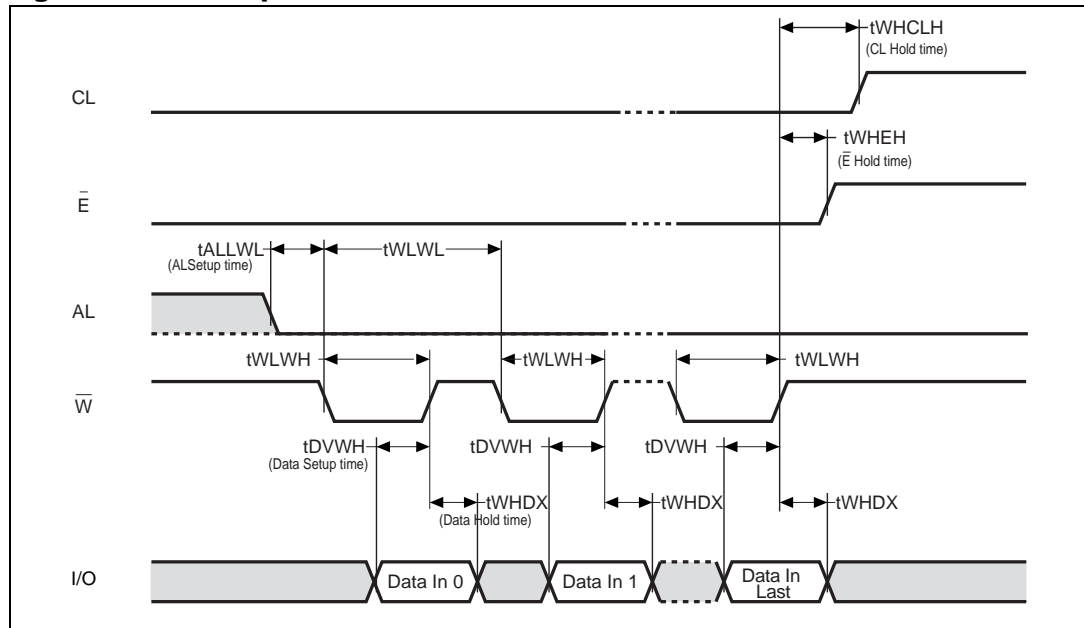 tWHCLH
(CL Hold time)
CL
tWHEH
(E̅ Hold time)
E̅
tALLWL
(ALSetup time)
tWLWL
AL
tWLWH
tWLWH
tWLWH
W̅
tDVWH
(Data Setup time)
tDVWH
tDVWH
tWHDX
(Data Hold time)
tWHDX
tWHDX
I/O
Data In 0
Data In 1
Data In
Last